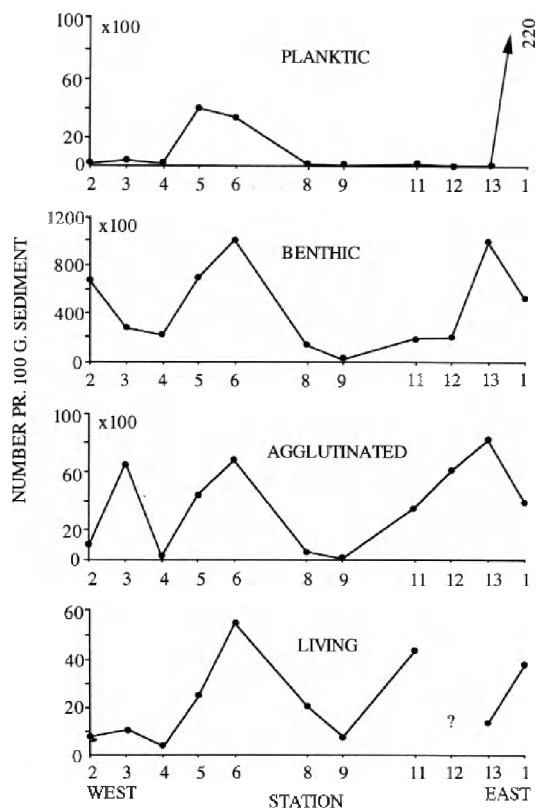 NUMBER PR. 100 G. SEDIMENT
100
x100
PLANKTIC
220
60
20
0
2 3 4 5 6 8 9 11 12 13 1
1200
x100
BENTHIC
800
400
0
2 3 4 5 6 8 9 11 12 13 1
100
x100
AGGLUTINATED
60
20
0
2 3 4 5 6 8 9 11 12 13 1
60
LIVING
40
20
?
0
2 3 4 5 6 8 9 11 12 13 1
WEST STATION EAST